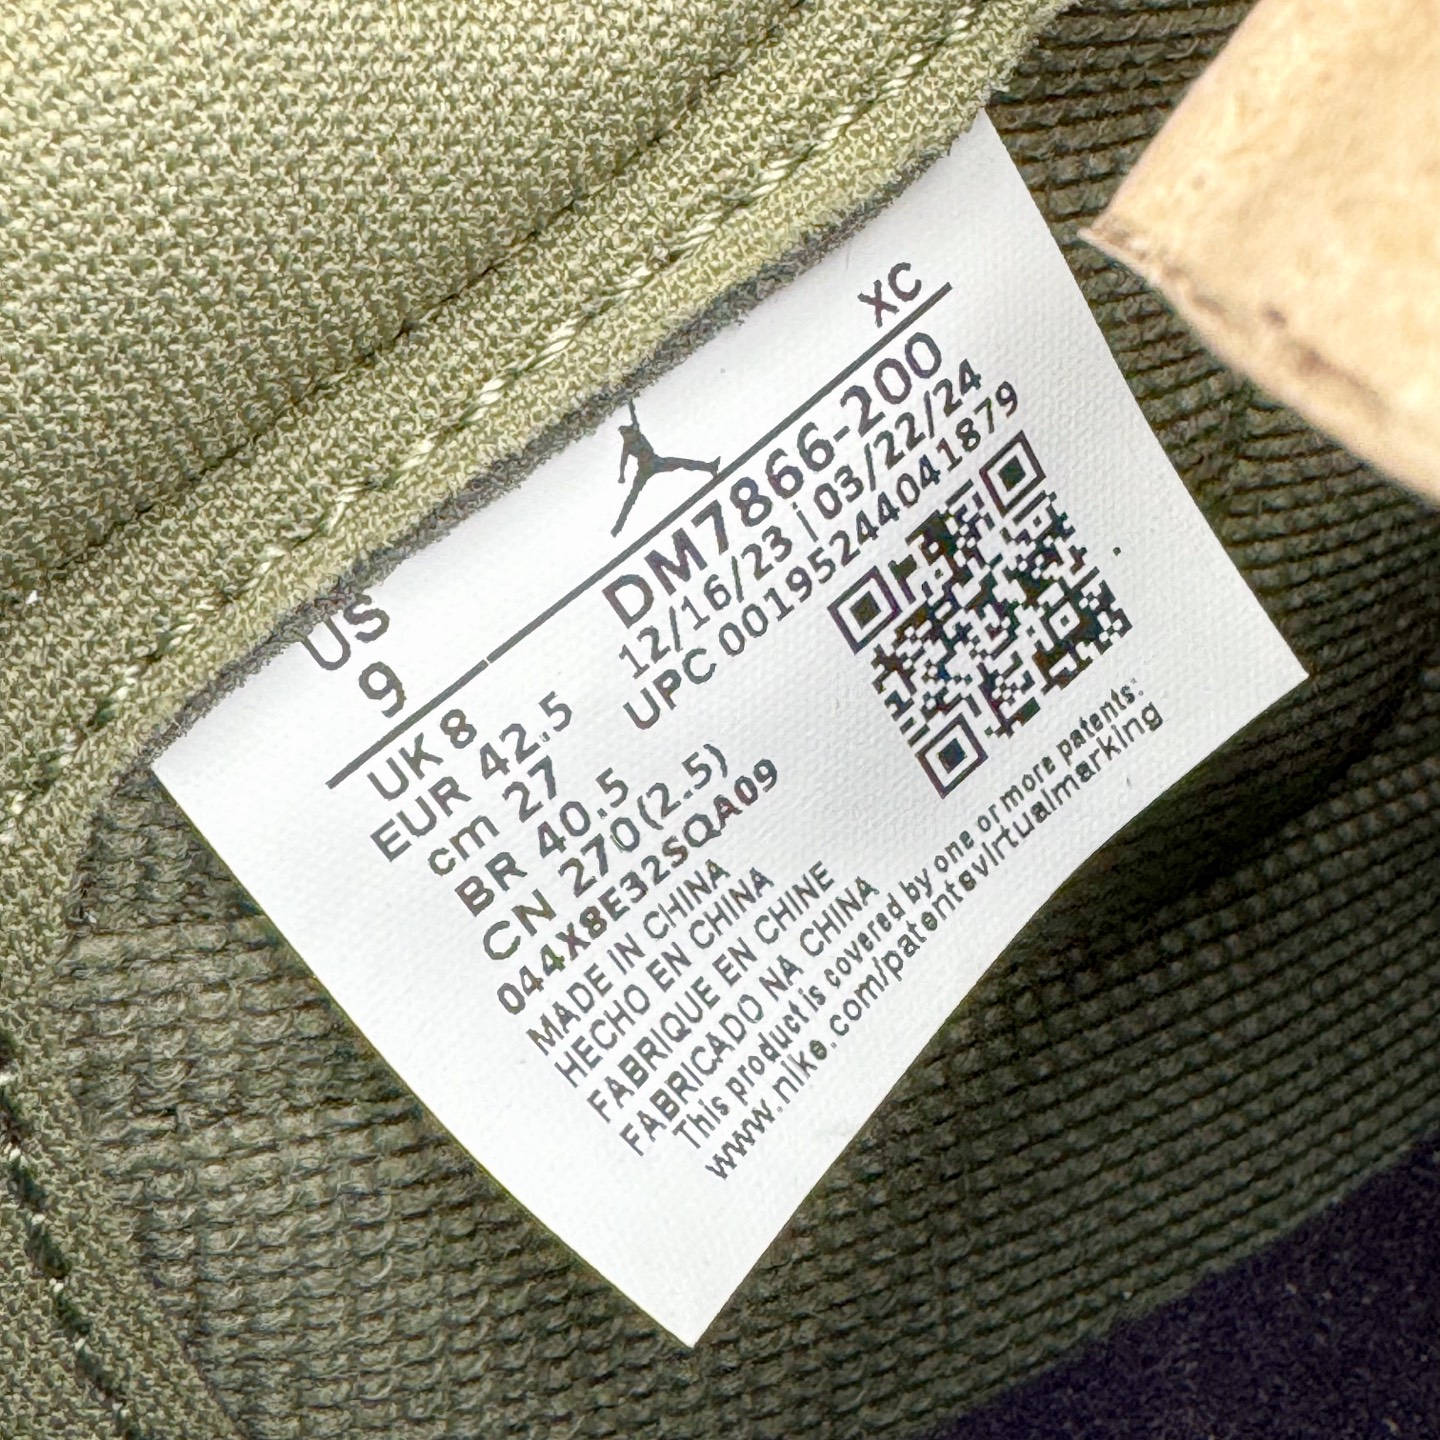 XC
US
9
UK 8
EUR 42.5
cm 27
BR 40.5
CN 270(2.5)
DM7866-200
12/16/23 | 03/22/24
UPC 00195244041879
044X8E32SQA09
MADE IN CHINA
HECHO EN CHINA
FABRIQUE EN CHINE
FABRICADO NA CHINA
This product is covered by one or more patents:
www.nike.com/patentsvirtualmarking